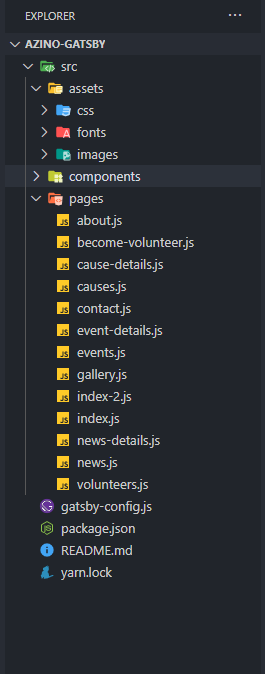 EXPLORER
AZINO-GATSBY
src
assets
css
fonts
images
components
pages
about.js
become-volunteer.js
cause-details.js
causes.js
contact.js
event-details.js
events.js
gallery.js
index-2.js
index.js
news-details.js
news.js
volunteers.js
gatsby-config.js
package.json
README.md
yarn.lock